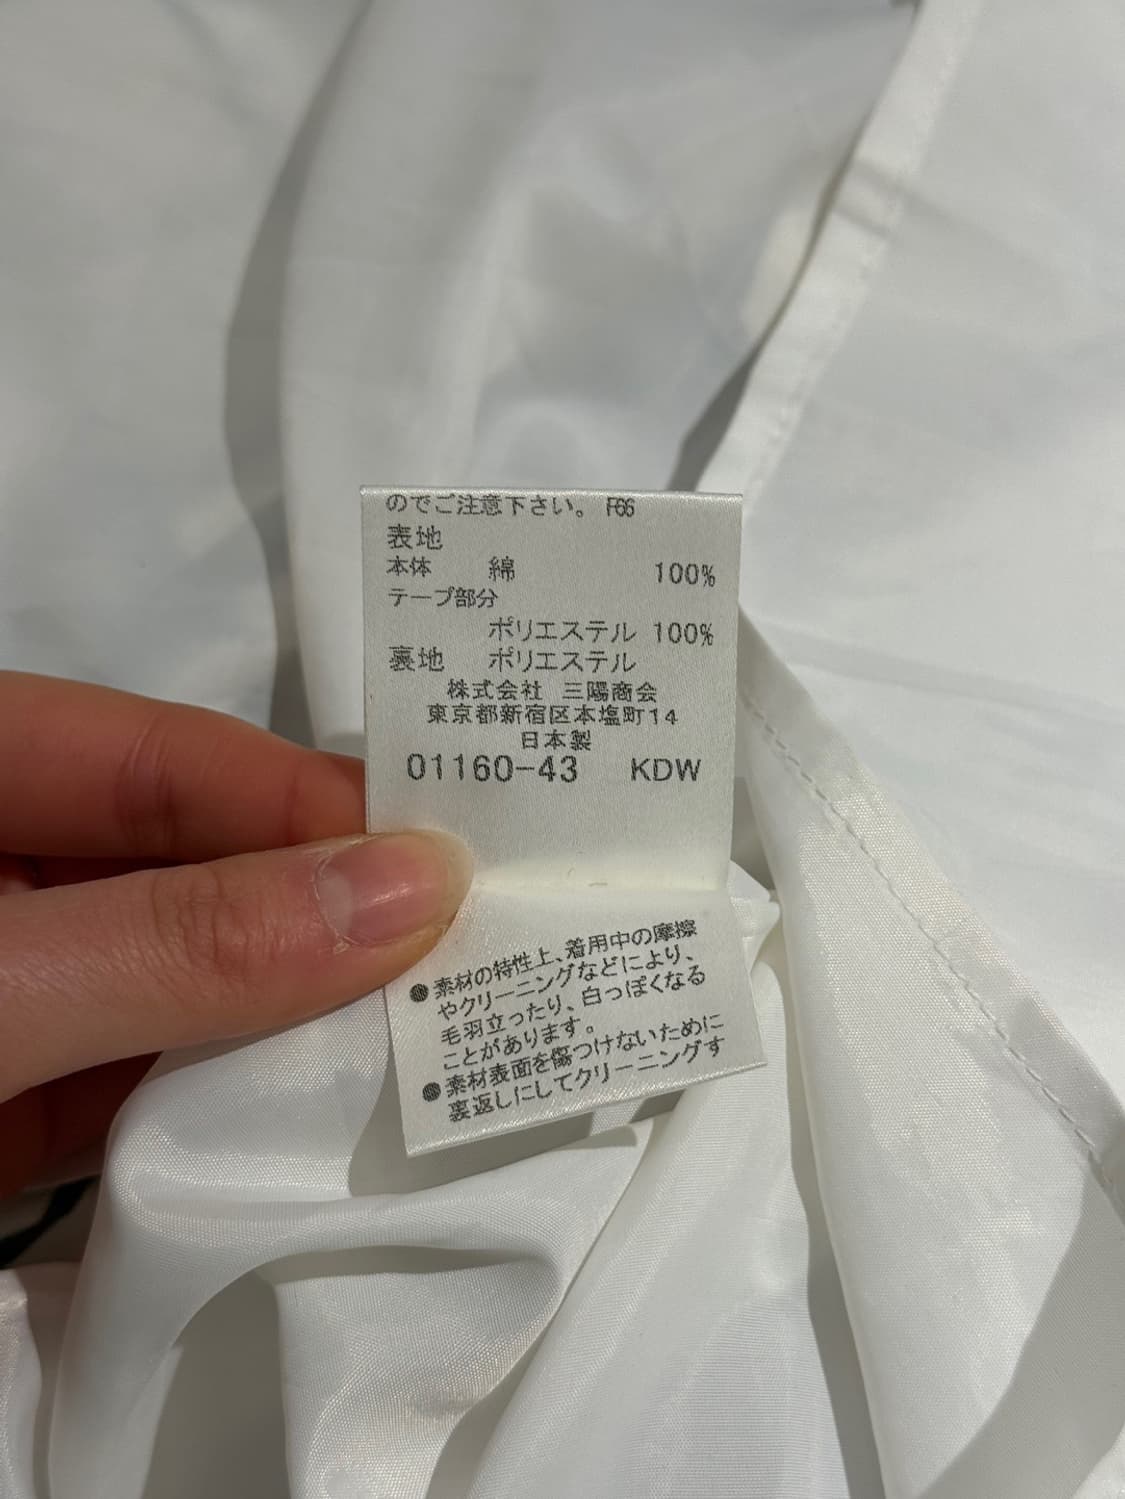 のでご注意下さい。 F66
表地
本体 綿 100%
テープ部分
ポリエステル 100%
裏地 ポリエステル
株式会社 三陽商会
東京都新宿区本塩町14
日本製
01160-43 KDW
●素材の特性上、着用中の摩擦
やクリーニングなどにより、
毛羽立ったり、白っぽくなる
ことがあります。
●素材表面を傷つけないために
裏返しにしてクリーニングす